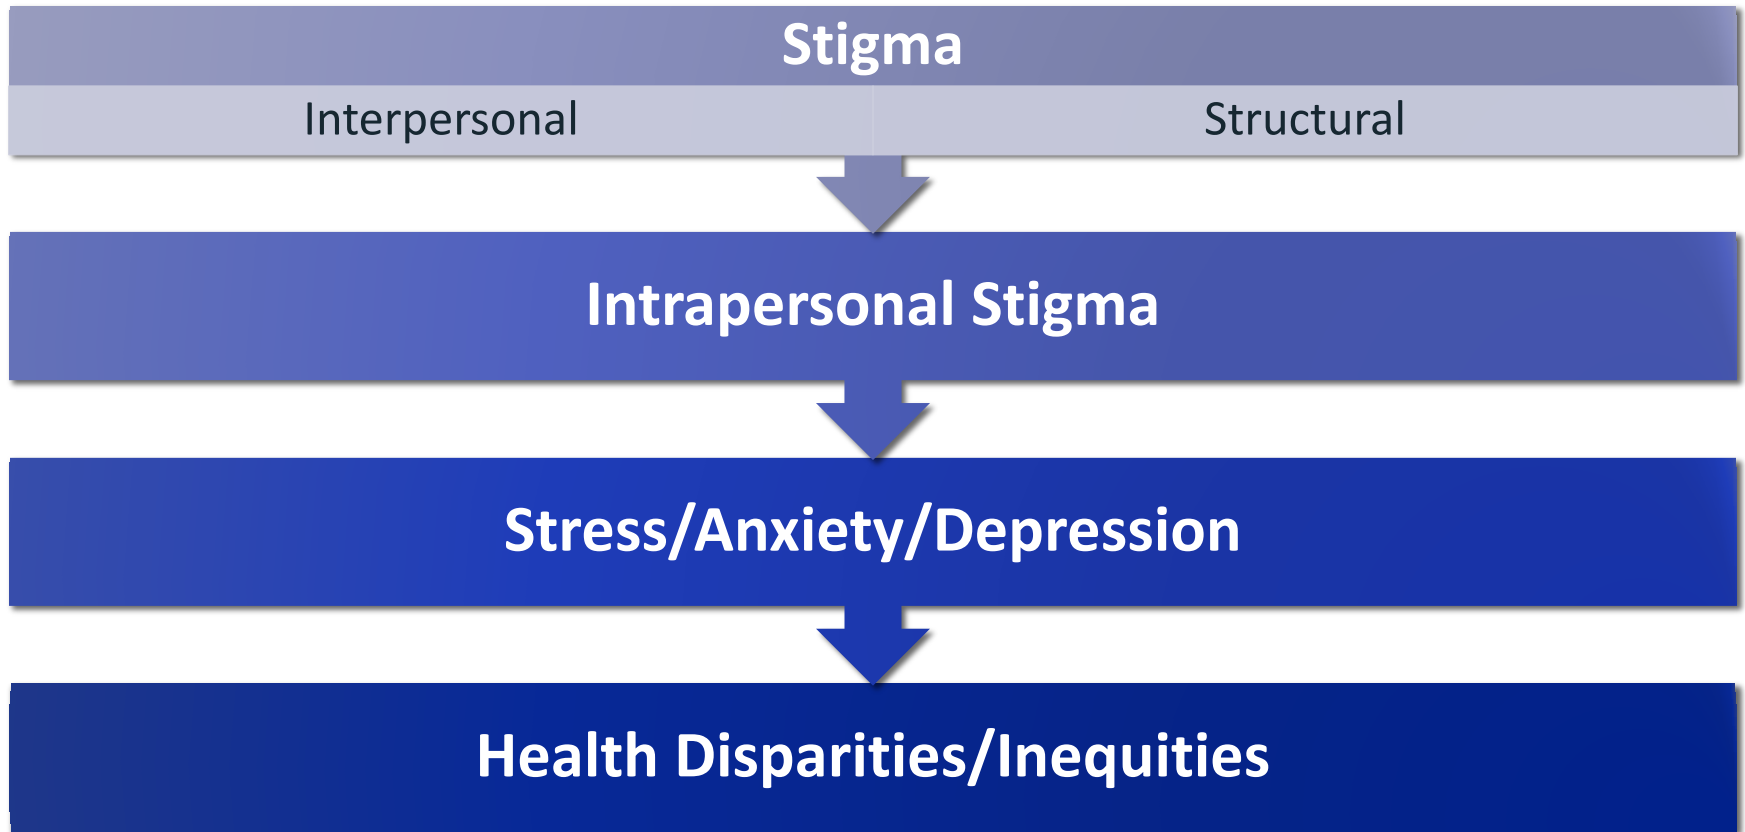 Stigma
Interpersonal Structural
Intrapersonal Stigma
Stress/Anxiety/Depression
Health Disparities/Inequities